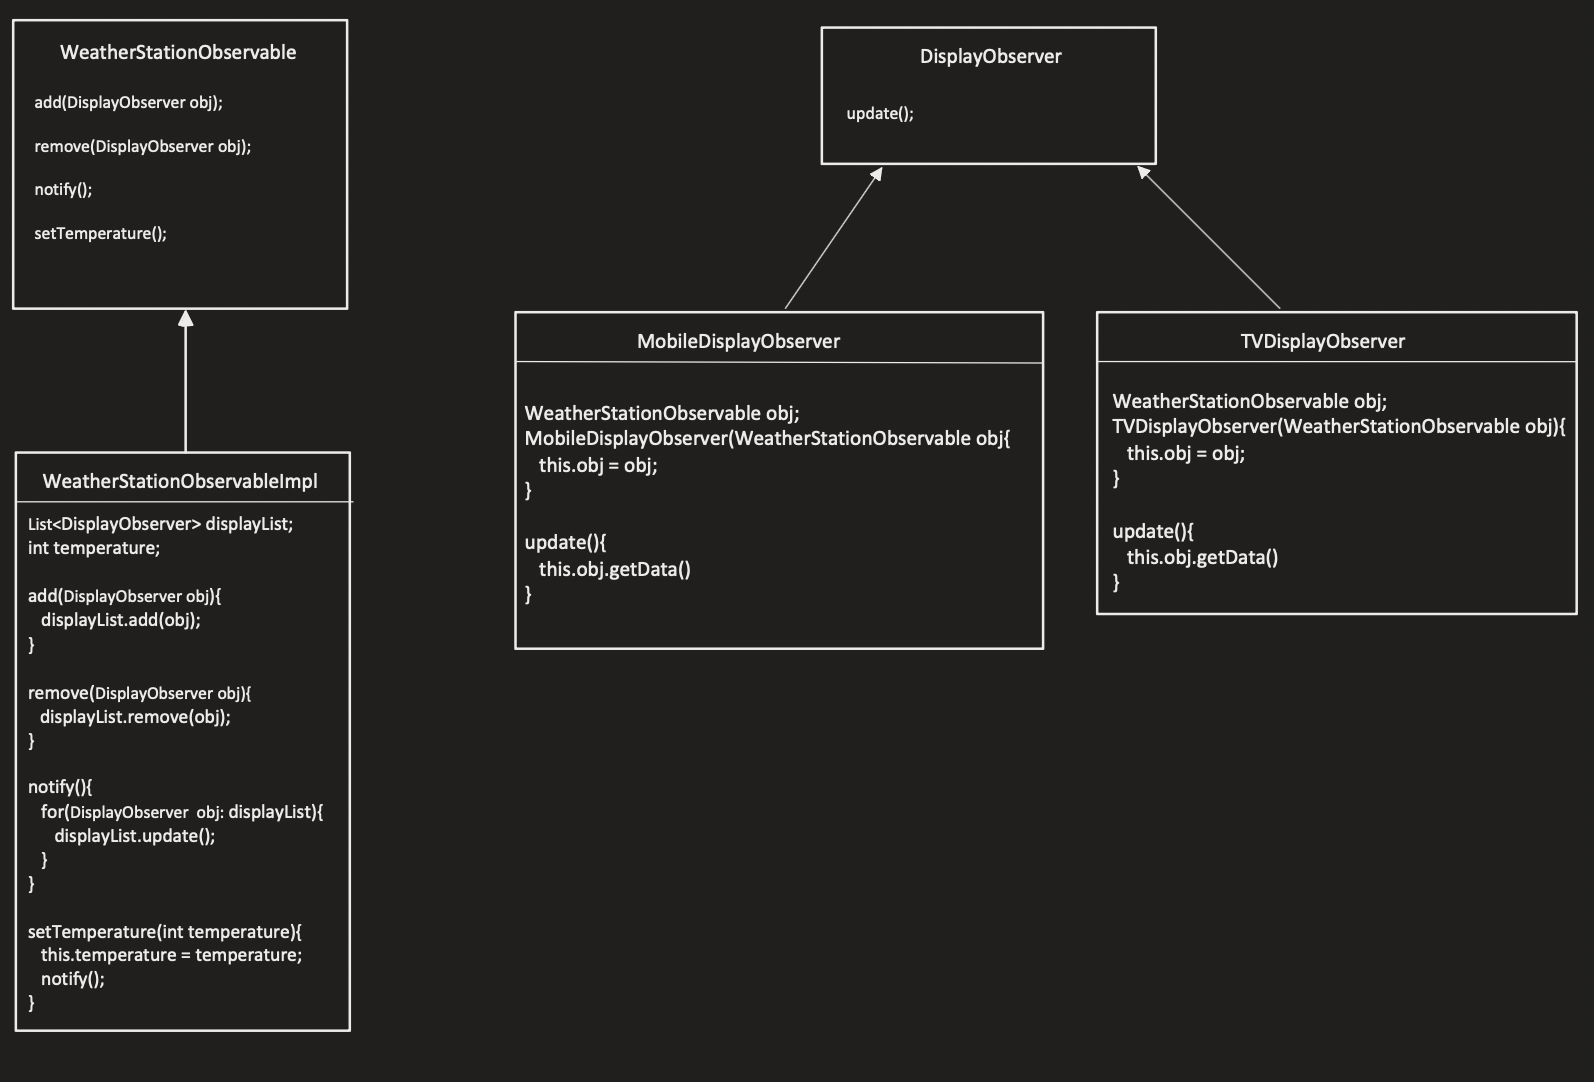 WeatherStationObservable
add(DisplayObserver obj);
remove(DisplayObserver obj);
notify();
setTemperature();
DisplayObserver
update();
WeatherStationObservableImpl
List<DisplayObserver> displayList;
int temperature;
add(DisplayObserver obj){
displayList.add(obj);
}
remove(DisplayObserver obj){
displayList.remove(obj);
}
notify(){
for(DisplayObserver  obj: displayList){
displayList.update();
}
}
setTemperature(int temperature){
this.temperature = temperature;
notify();
}
MobileDisplayObserver
WeatherStationObservable obj;
MobileDisplayObserver(WeatherStationObservable obj{
this.obj = obj;
}
update(){
this.obj.getData()
}
TVDisplayObserver
WeatherStationObservable obj;
TVDisplayObserver(WeatherStationObservable obj){
this.obj = obj;
}
update(){
this.obj.getData()
}